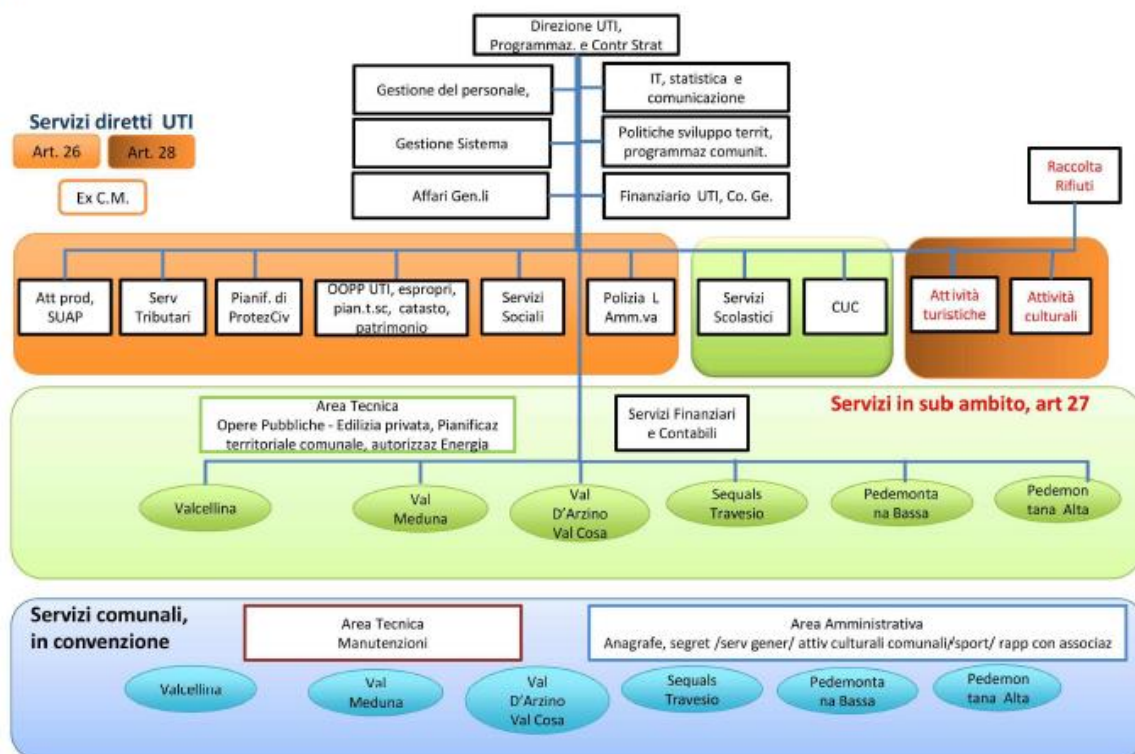 Direzione UTI,
Programmaz. e Contr Strat
Gestione del personale,
IT, statistica e
comunicazione
Servizi diretti UTI
Art. 26
Art. 28
Ex C.M.
Gestione Sistema
Politiche sviluppo territ,
programmaz comunit.
Affari Gen.li
Finanziario UTI, Co. Ge.
Raccolta
Rifiuti
Att prod,
SUAP
Serv
Tributari
Pianif. di
ProtezCiv
OOPP UTI, espropri,
pian.t.sc, catasto,
patrimonio
Servizi
Sociali
Polizia L
Amm.va
Servizi
Scolastici
CUC
Attività
turistiche
Attività
culturali
Area Tecnica
Opere Pubbliche - Edilizia privata, Pianificaz
territoriale comunale, autorizzaz Energia
Servizi Finanziari
e Contabili
Servizi in sub ambito, art 27
Valcellina
Val
Meduna
Val
D'Arzino
Val Cosa
Sequals
Travesio
Pedemonta
na Bassa
Pedemon
tana Alta
Servizi comunali,
in convenzione
Area Tecnica
Manutenzioni
Area Amministrativa
Anagrafe, segret /serv gener/ attiv culturali comunali/sport/ rapp con associaz
Valcellina
Val
Meduna
Val
D'Arzino
Val Cosa
Sequals
Travesio
Pedemonta
na Bassa
Pedemon
tana Alta